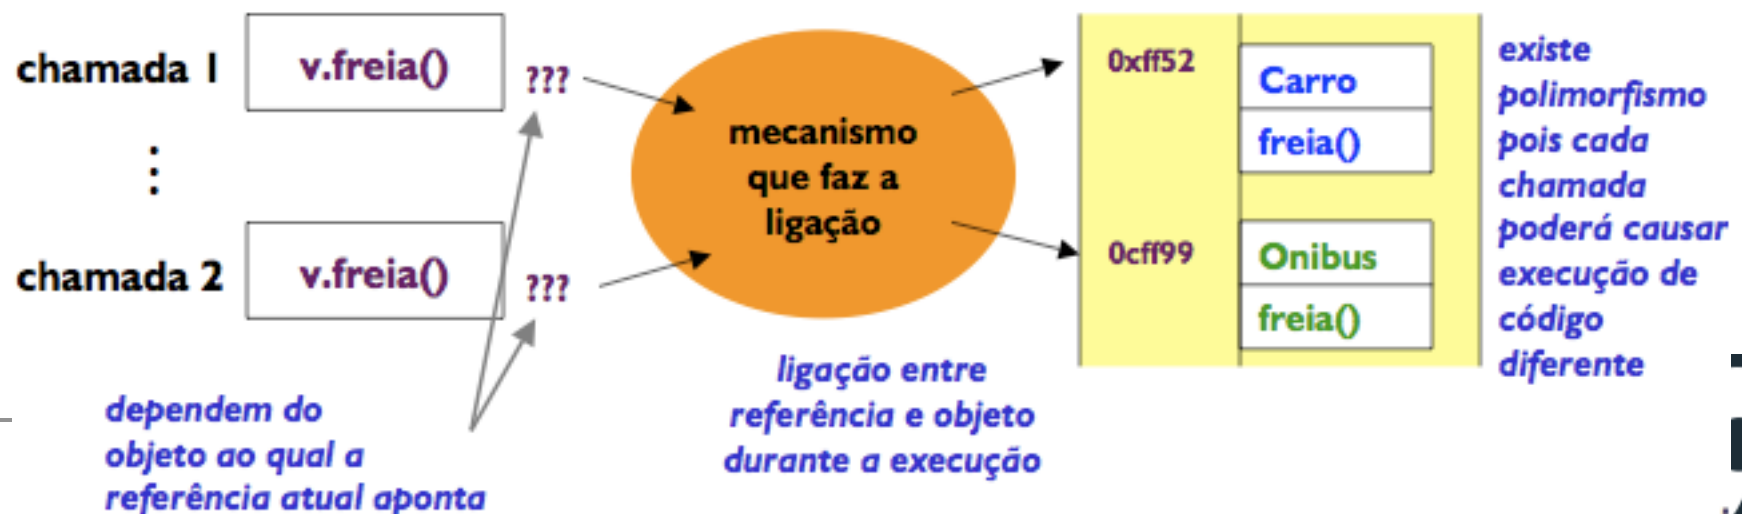 chamada 1
v.freia()
???
chamada 2
v.freia()
???
dependem do
objeto ao qual a
referência atual aponta
mecanismo
que faz a
ligação
ligação entre
referência e objeto
durante a execução
0xff52
Carro
freia()
0cff99
Onibus
freia()
existe
polimorfismo
pois cada
chamada
poderá causar
execução de
código
diferente